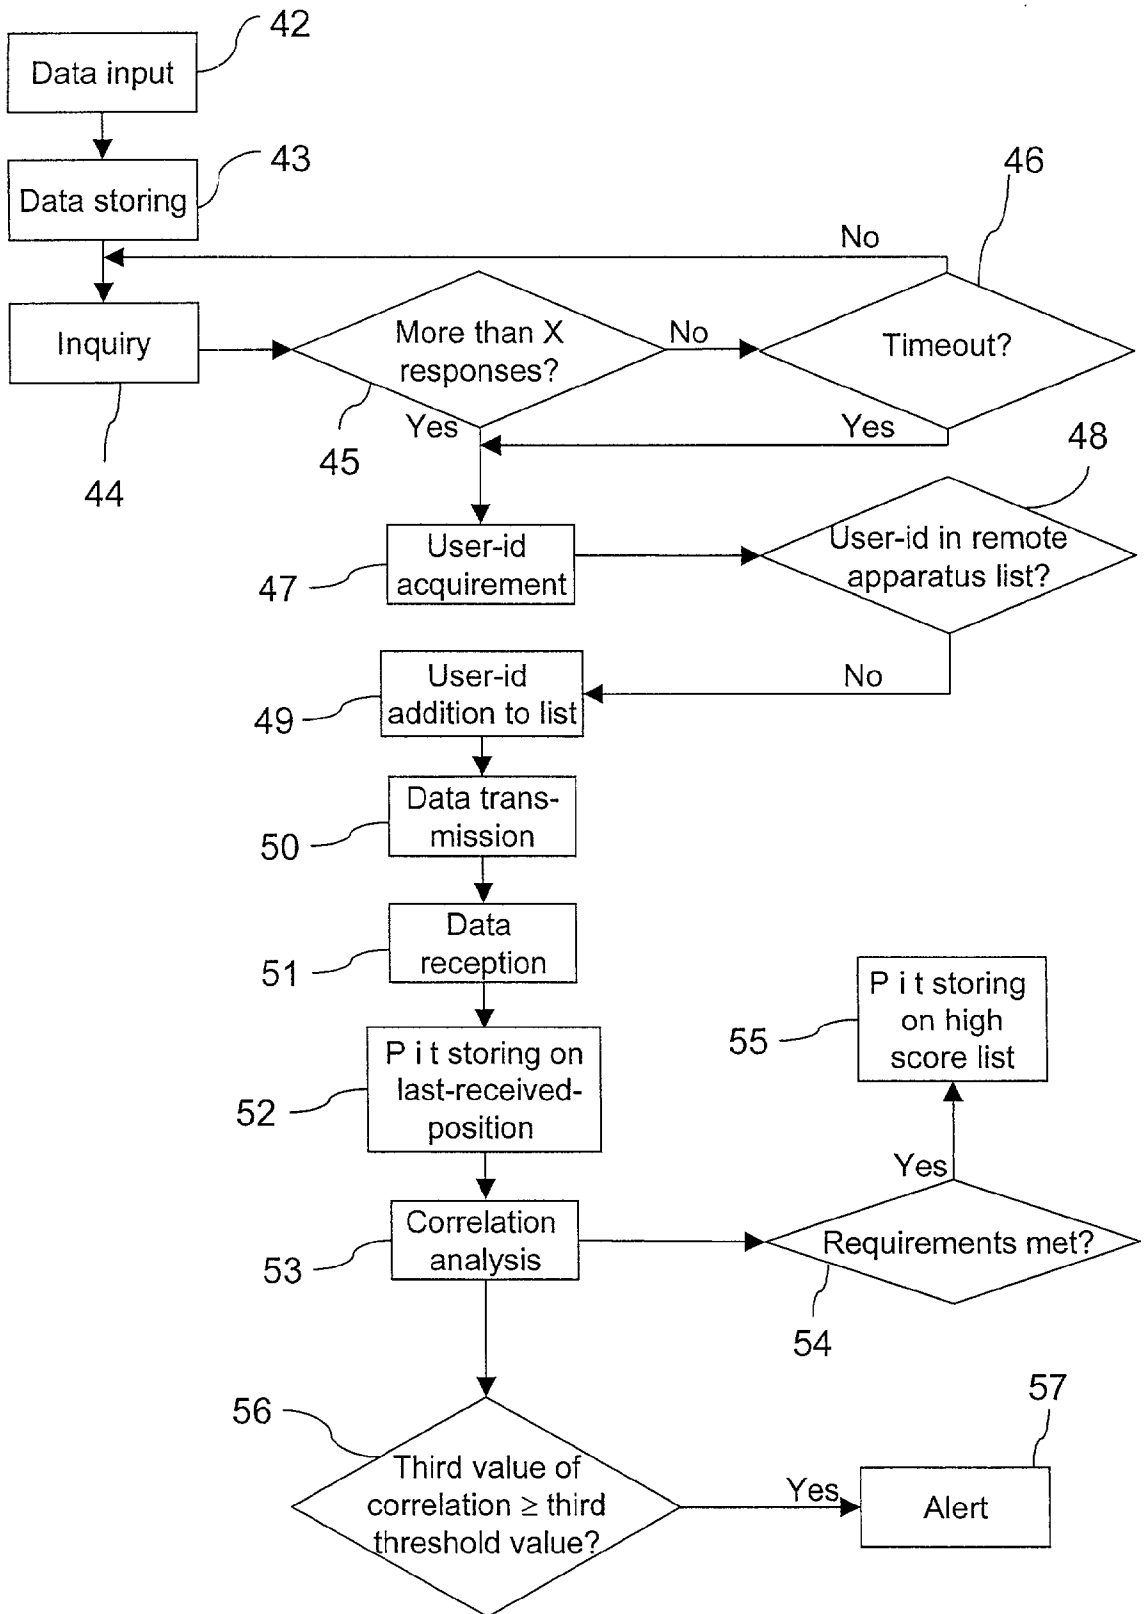 42
Data input
43
Data storing
46
No
Inquiry
More than X
responses?
No
Timeout?
44
45
Yes
Yes
48
User-id
acquirement
47
User-id in remote
apparatus list?
No
User-id
addition to list
49
Data trans-
mission
50
Data
reception
51
P i t storing
on high
score list
55
P i t storing on
last-received-
position
52
Yes
Correlation
analysis
53
Requirements met?
54
56
57
Third value of
correlation ≥ third
threshold value?
Yes
Alert